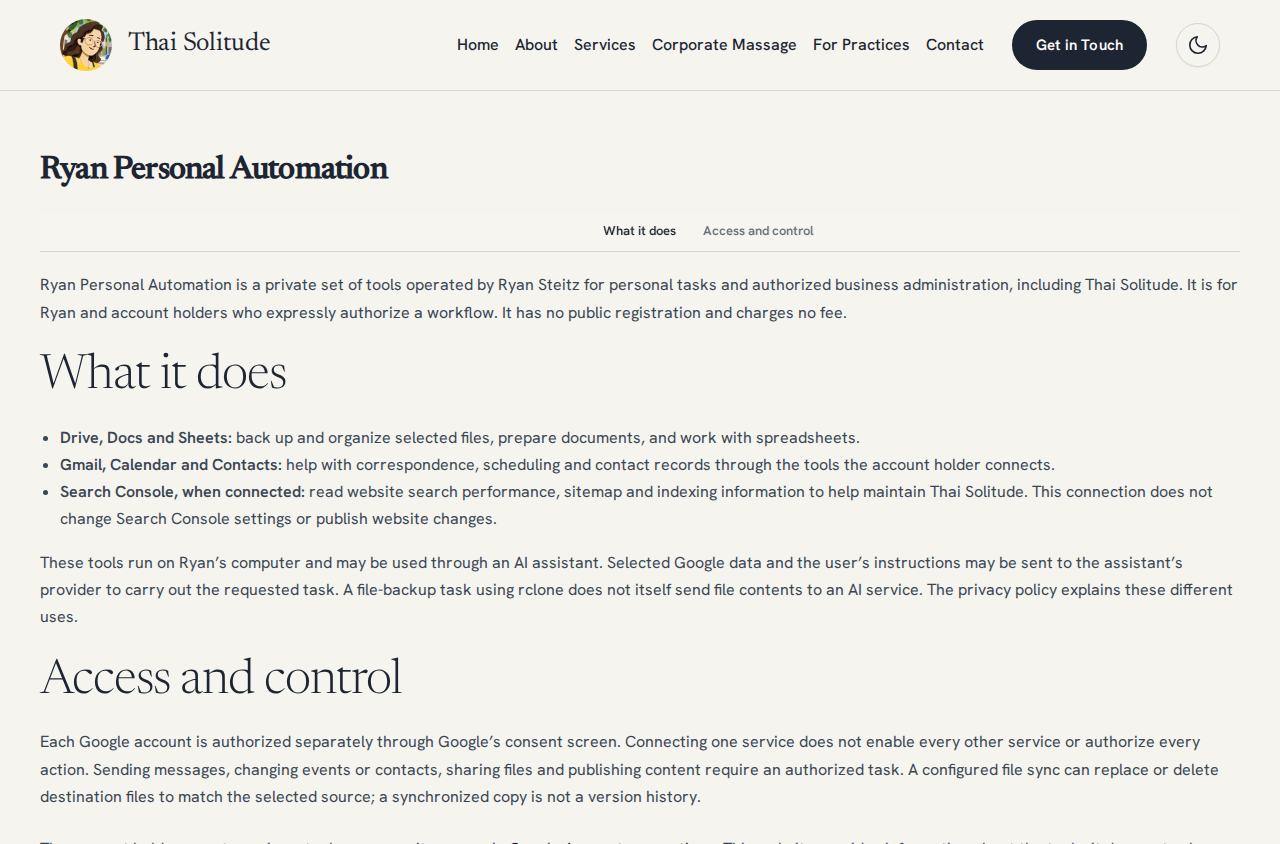 Thai Solitude
Home About Services Corporate Massage For Practices Contact Get in Touch
Ryan Personal Automation
What it does Access and control
Ryan Personal Automation is a private set of tools operated by Ryan Steitz for personal tasks and authorized business administration, including Thai Solitude. It is for
Ryan and account holders who expressly authorize a workflow. It has no public registration and charges no fee.
What it does
• Drive, Docs and Sheets: back up and organize selected files, prepare documents, and work with spreadsheets.
• Gmail, Calendar and Contacts: help with correspondence, scheduling and contact records through the tools the account holder connects.
• Search Console, when connected: read website search performance, sitemap and indexing information to help maintain Thai Solitude. This connection does not
change Search Console settings or publish website changes.
These tools run on Ryan’s computer and may be used through an AI assistant. Selected Google data and the user’s instructions may be sent to the assistant’s
provider to carry out the requested task. A file-backup task using rclone does not itself send file contents to an AI service. The privacy policy explains these different
uses.
Access and control
Each Google account is authorized separately through Google’s consent screen. Connecting one service does not enable every other service or authorize every
action. Sending messages, changing events or contacts, sharing files and publishing content require an authorized task. A configured file sync can replace or delete
destination files to match the selected source; a synchronized copy is not a version history.